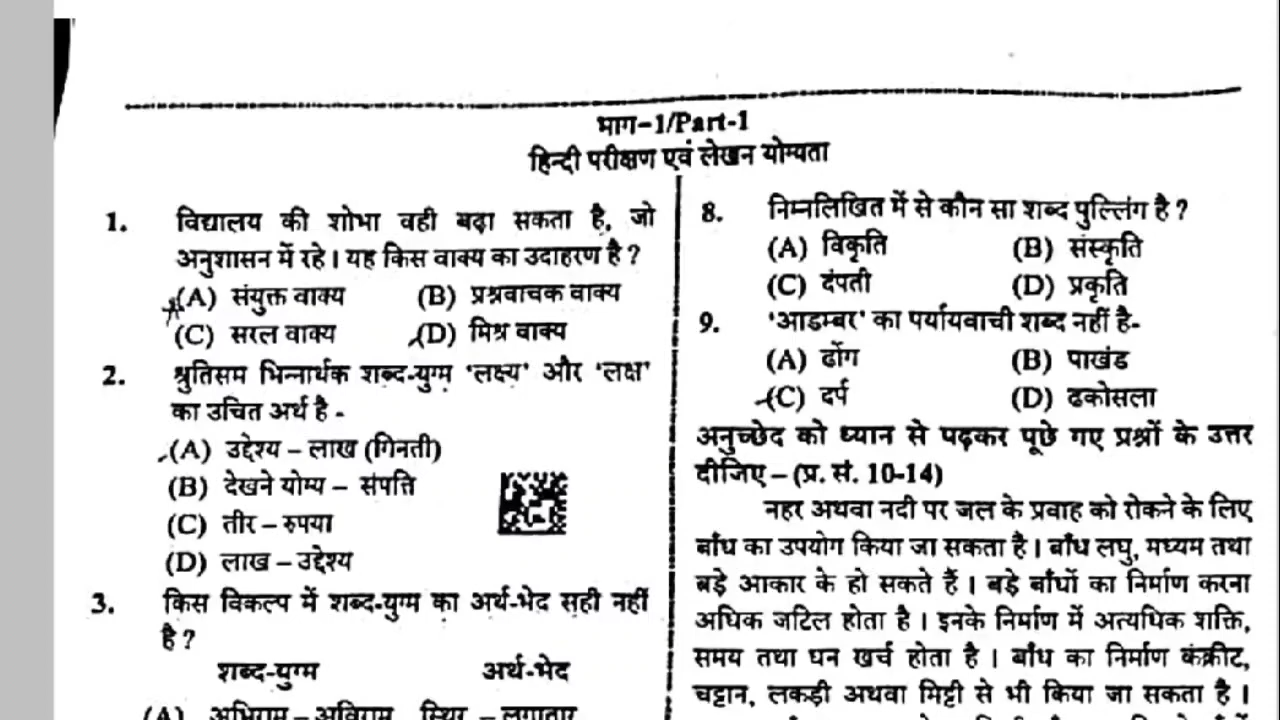 भाग-1/Part-1
हिन्दी परीक्षण एवं लेखन योग्यता
1. विद्यालय की शोभा वही बढ़ा सकता है, जो
अनुशासन में रहे। यह किस वाक्य का उदाहरण है ?
(A) संयुक्त वाक्य (B) प्रश्नवाचक वाक्य
(C) सरल वाक्य (D) मिश्र वाक्य
2. श्रुतिसम भिन्नार्थक शब्द-युग्म 'लक्ष्य' और 'लक्ष'
का उचित अर्थ है -
(A) उद्देश्य – लाख (गिनती)
(B) देखने योग्य – संपत्ति
(C) तीर – रुपया
(D) लाख – उद्देश्य
3. किस विकल्प में शब्द-युग्म का अर्थ-भेद सही नहीं
है ?
शब्द-युग्म अर्थ-भेद
(A) अभिराम – अविराम स्थिर – लगातार
8. निम्नलिखित में से कौन सा शब्द पुल्लिंग है ?
(A) विकृति (B) संस्कृति
(C) दंपती (D) प्रकृति
9. 'आडम्बर' का पर्यायवाची शब्द नहीं है-
(A) ढोंग (B) पाखंड
(C) दर्प (D) ढकोसला
अनुच्छेद को ध्यान से पढ़कर पूछे गए प्रश्नों के उत्तर
दीजिए – (प्र. सं. 10-14)
नहर अथवा नदी पर जल के प्रवाह को रोकने के लिए
बाँध का उपयोग किया जा सकता है। बाँध लघु, मध्यम तथा
बड़े आकार के हो सकते हैं। बड़े बाँधों का निर्माण करना
अधिक जटिल होता है। इनके निर्माण में अत्यधिक शक्ति,
समय तथा धन खर्च होता है। बाँध का निर्माण कंक्रीट,
चट्टान, लकड़ी अथवा मिट्टी से भी किया जा सकता है।